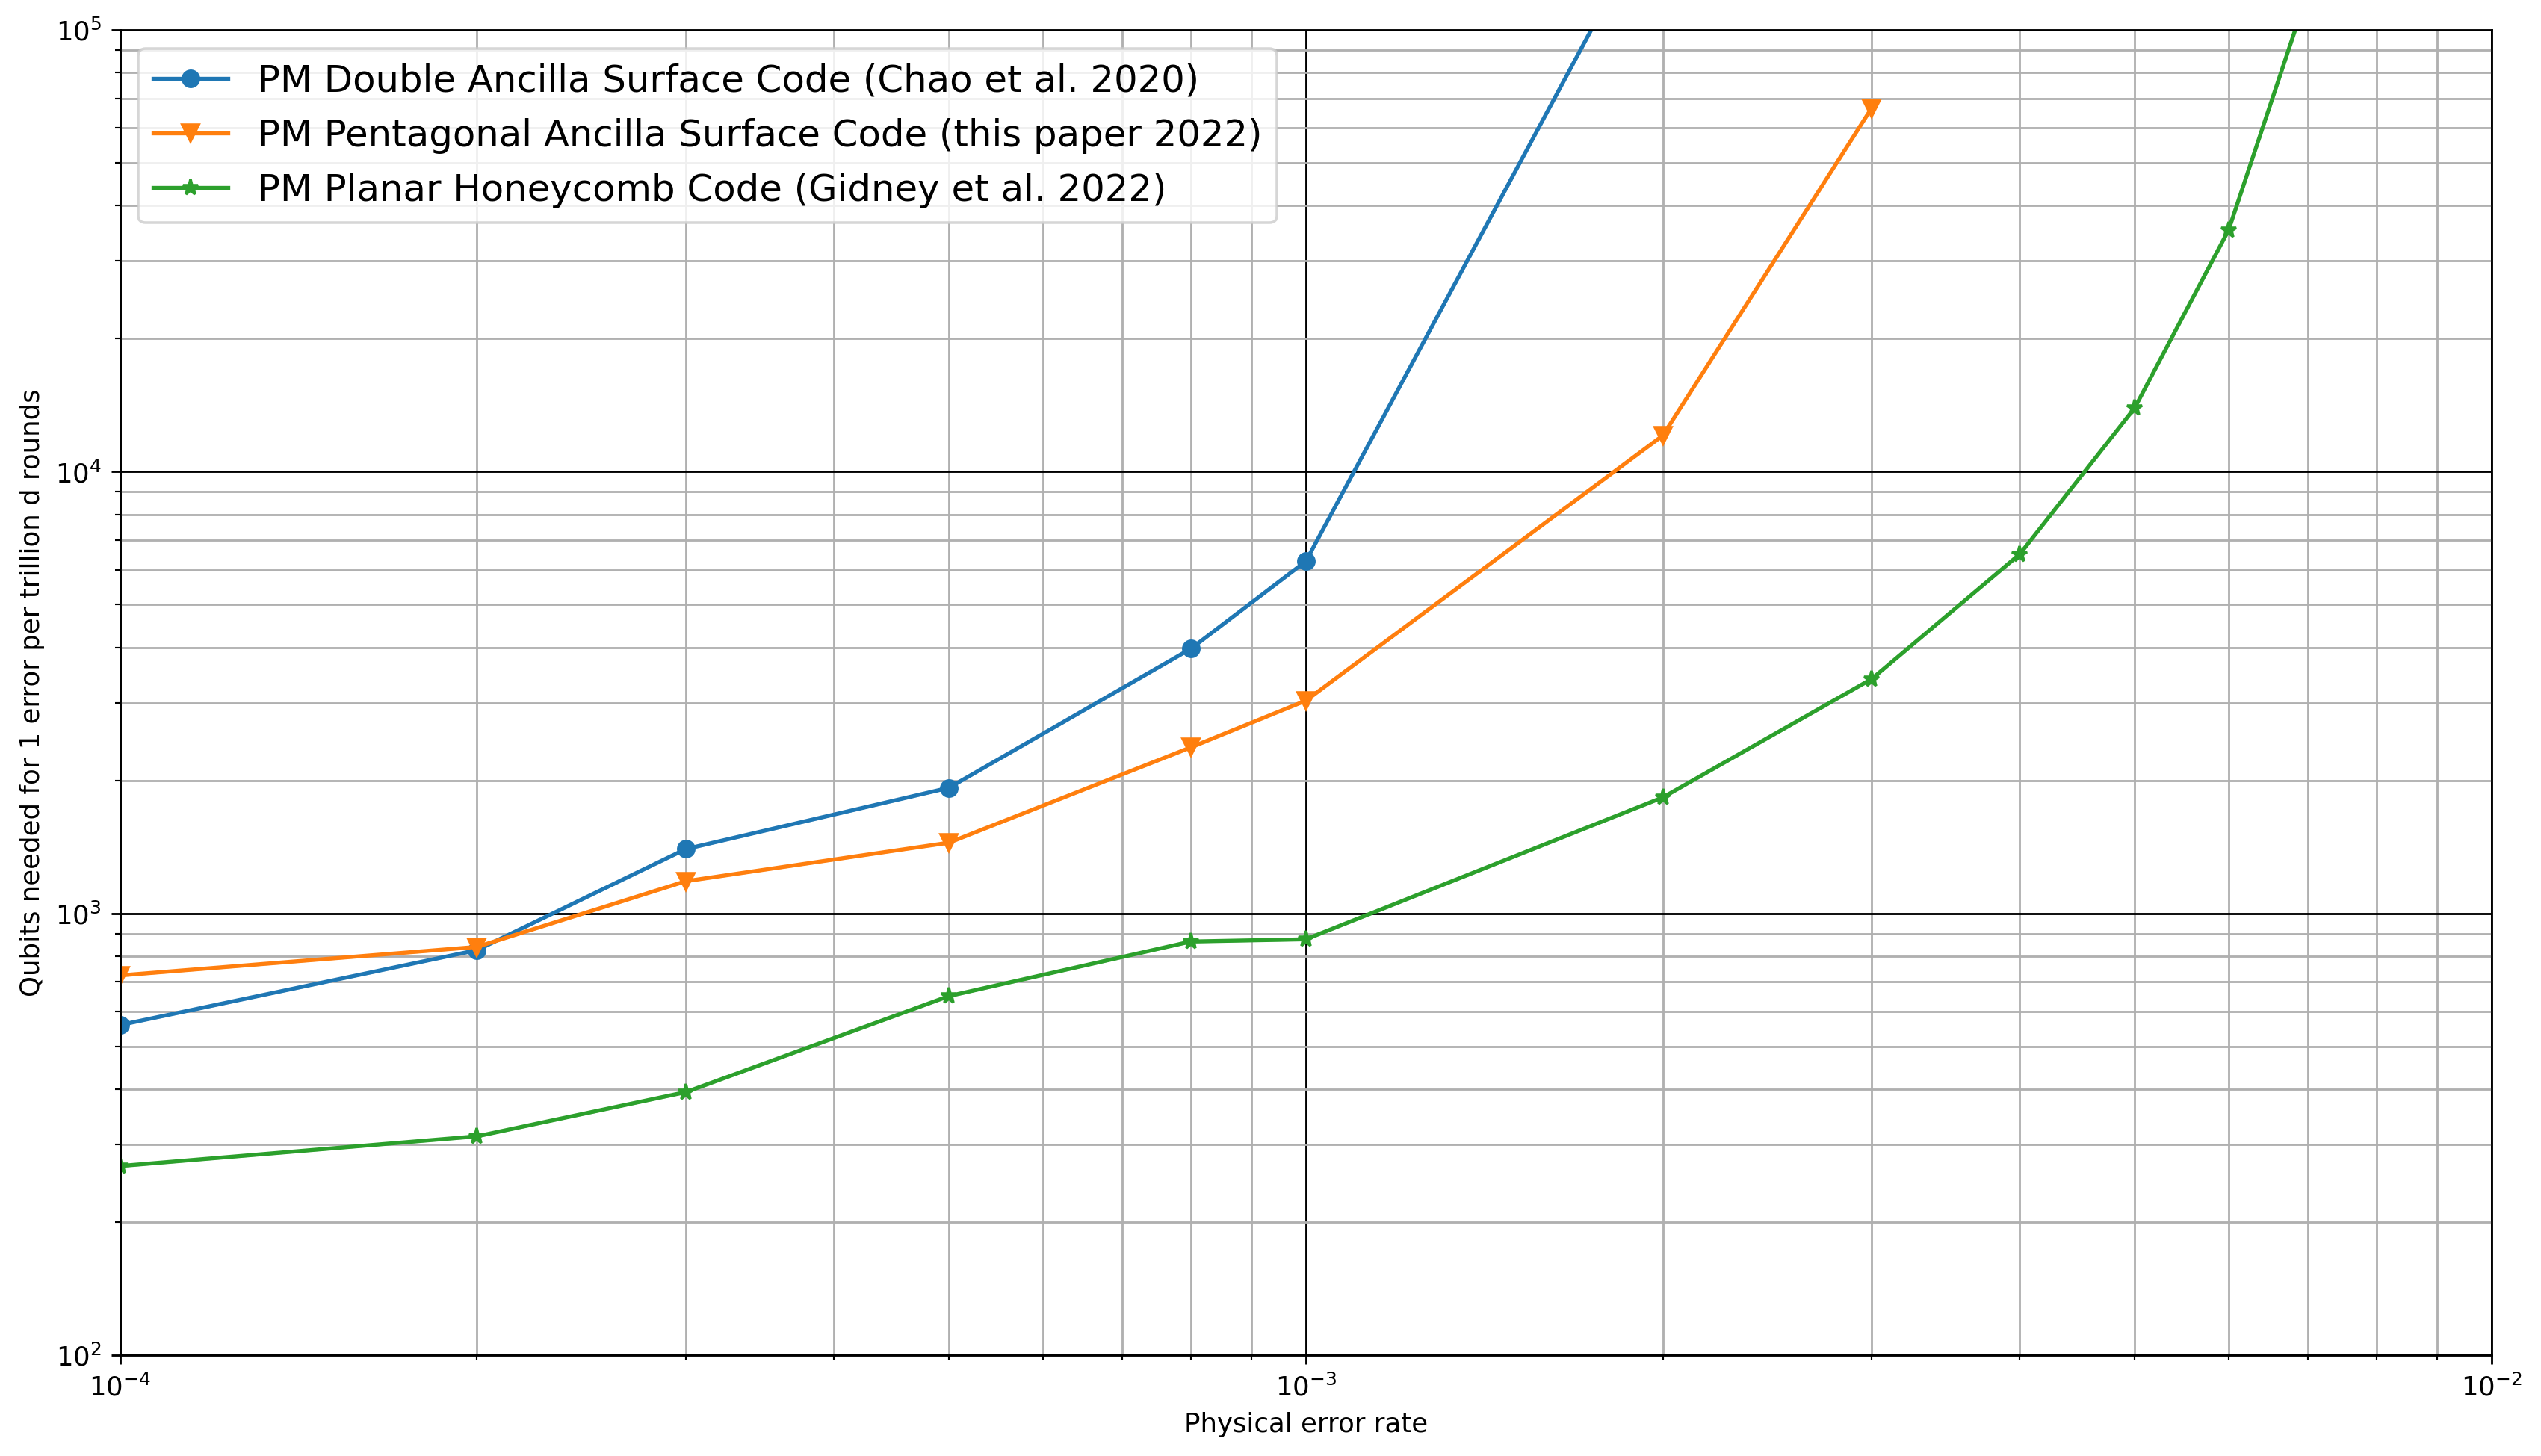 PM Double Ancilla Surface Code (Chao et al. 2020)
PM Pentagonal Ancilla Surface Code (this paper 2022)
PM Planar Honeycomb Code (Gidney et al. 2022)
Qubits needed for 1 error per trillion d rounds
10⁵
10⁴
10³
10²
10⁻⁴ 10⁻³ 10⁻²
Physical error rate